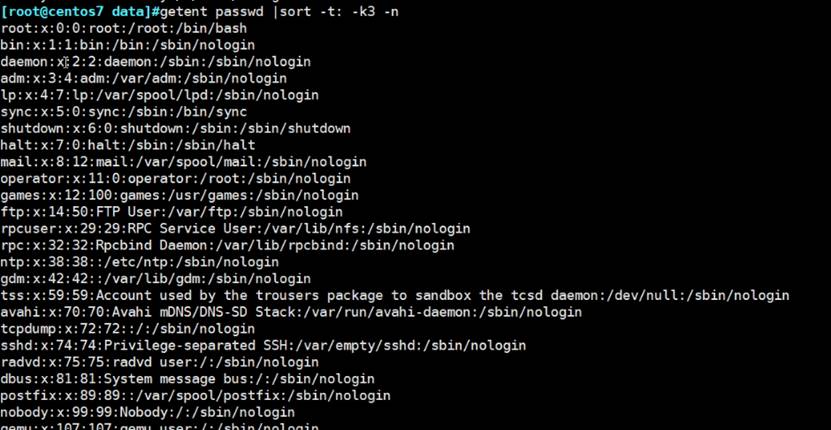 [root@centos7 data]#getent passwd |sort -t: -k3 -n
root:x:0:0:root:/root:/bin/bash
bin:x:1:1:bin:/bin:/sbin/nologin
daemon:x:2:2:daemon:/sbin:/sbin/nologin
adm:x:3:4:adm:/var/adm:/sbin/nologin
lp:x:4:7:lp:/var/spool/lpd:/sbin/nologin
sync:x:5:0:sync:/sbin:/bin/sync
shutdown:x:6:0:shutdown:/sbin:/sbin/shutdown
halt:x:7:0:halt:/sbin:/sbin/halt
mail:x:8:12:mail:/var/spool/mail:/sbin/nologin
operator:x:11:0:operator:/root:/sbin/nologin
games:x:12:100:games:/usr/games:/sbin/nologin
ftp:x:14:50:FTP User:/var/ftp:/sbin/nologin
rpcuser:x:29:29:RPC Service User:/var/lib/nfs:/sbin/nologin
rpc:x:32:32:Rpcbind Daemon:/var/lib/rpcbind:/sbin/nologin
ntp:x:38:38::/etc/ntp:/sbin/nologin
gdm:x:42:42::/var/lib/gdm:/sbin/nologin
tss:x:59:59:Account used by the trousers package to sandbox the tcsd daemon:/dev/null:/sbin/nologin
avahi:x:70:70:Avahi mDNS/DNS-SD Stack:/var/run/avahi-daemon:/sbin/nologin
tcpdump:x:72:72::/:/sbin/nologin
sshd:x:74:74:Privilege-separated SSH:/var/empty/sshd:/sbin/nologin
radvd:x:75:75:radvd user:/:/sbin/nologin
dbus:x:81:81:System message bus:/:/sbin/nologin
postfix:x:89:89::/var/spool/postfix:/sbin/nologin
nobody:x:99:99:Nobody:/:/sbin/nologin
qemu:x:107:107:qemu user:/:/sbin/nologin